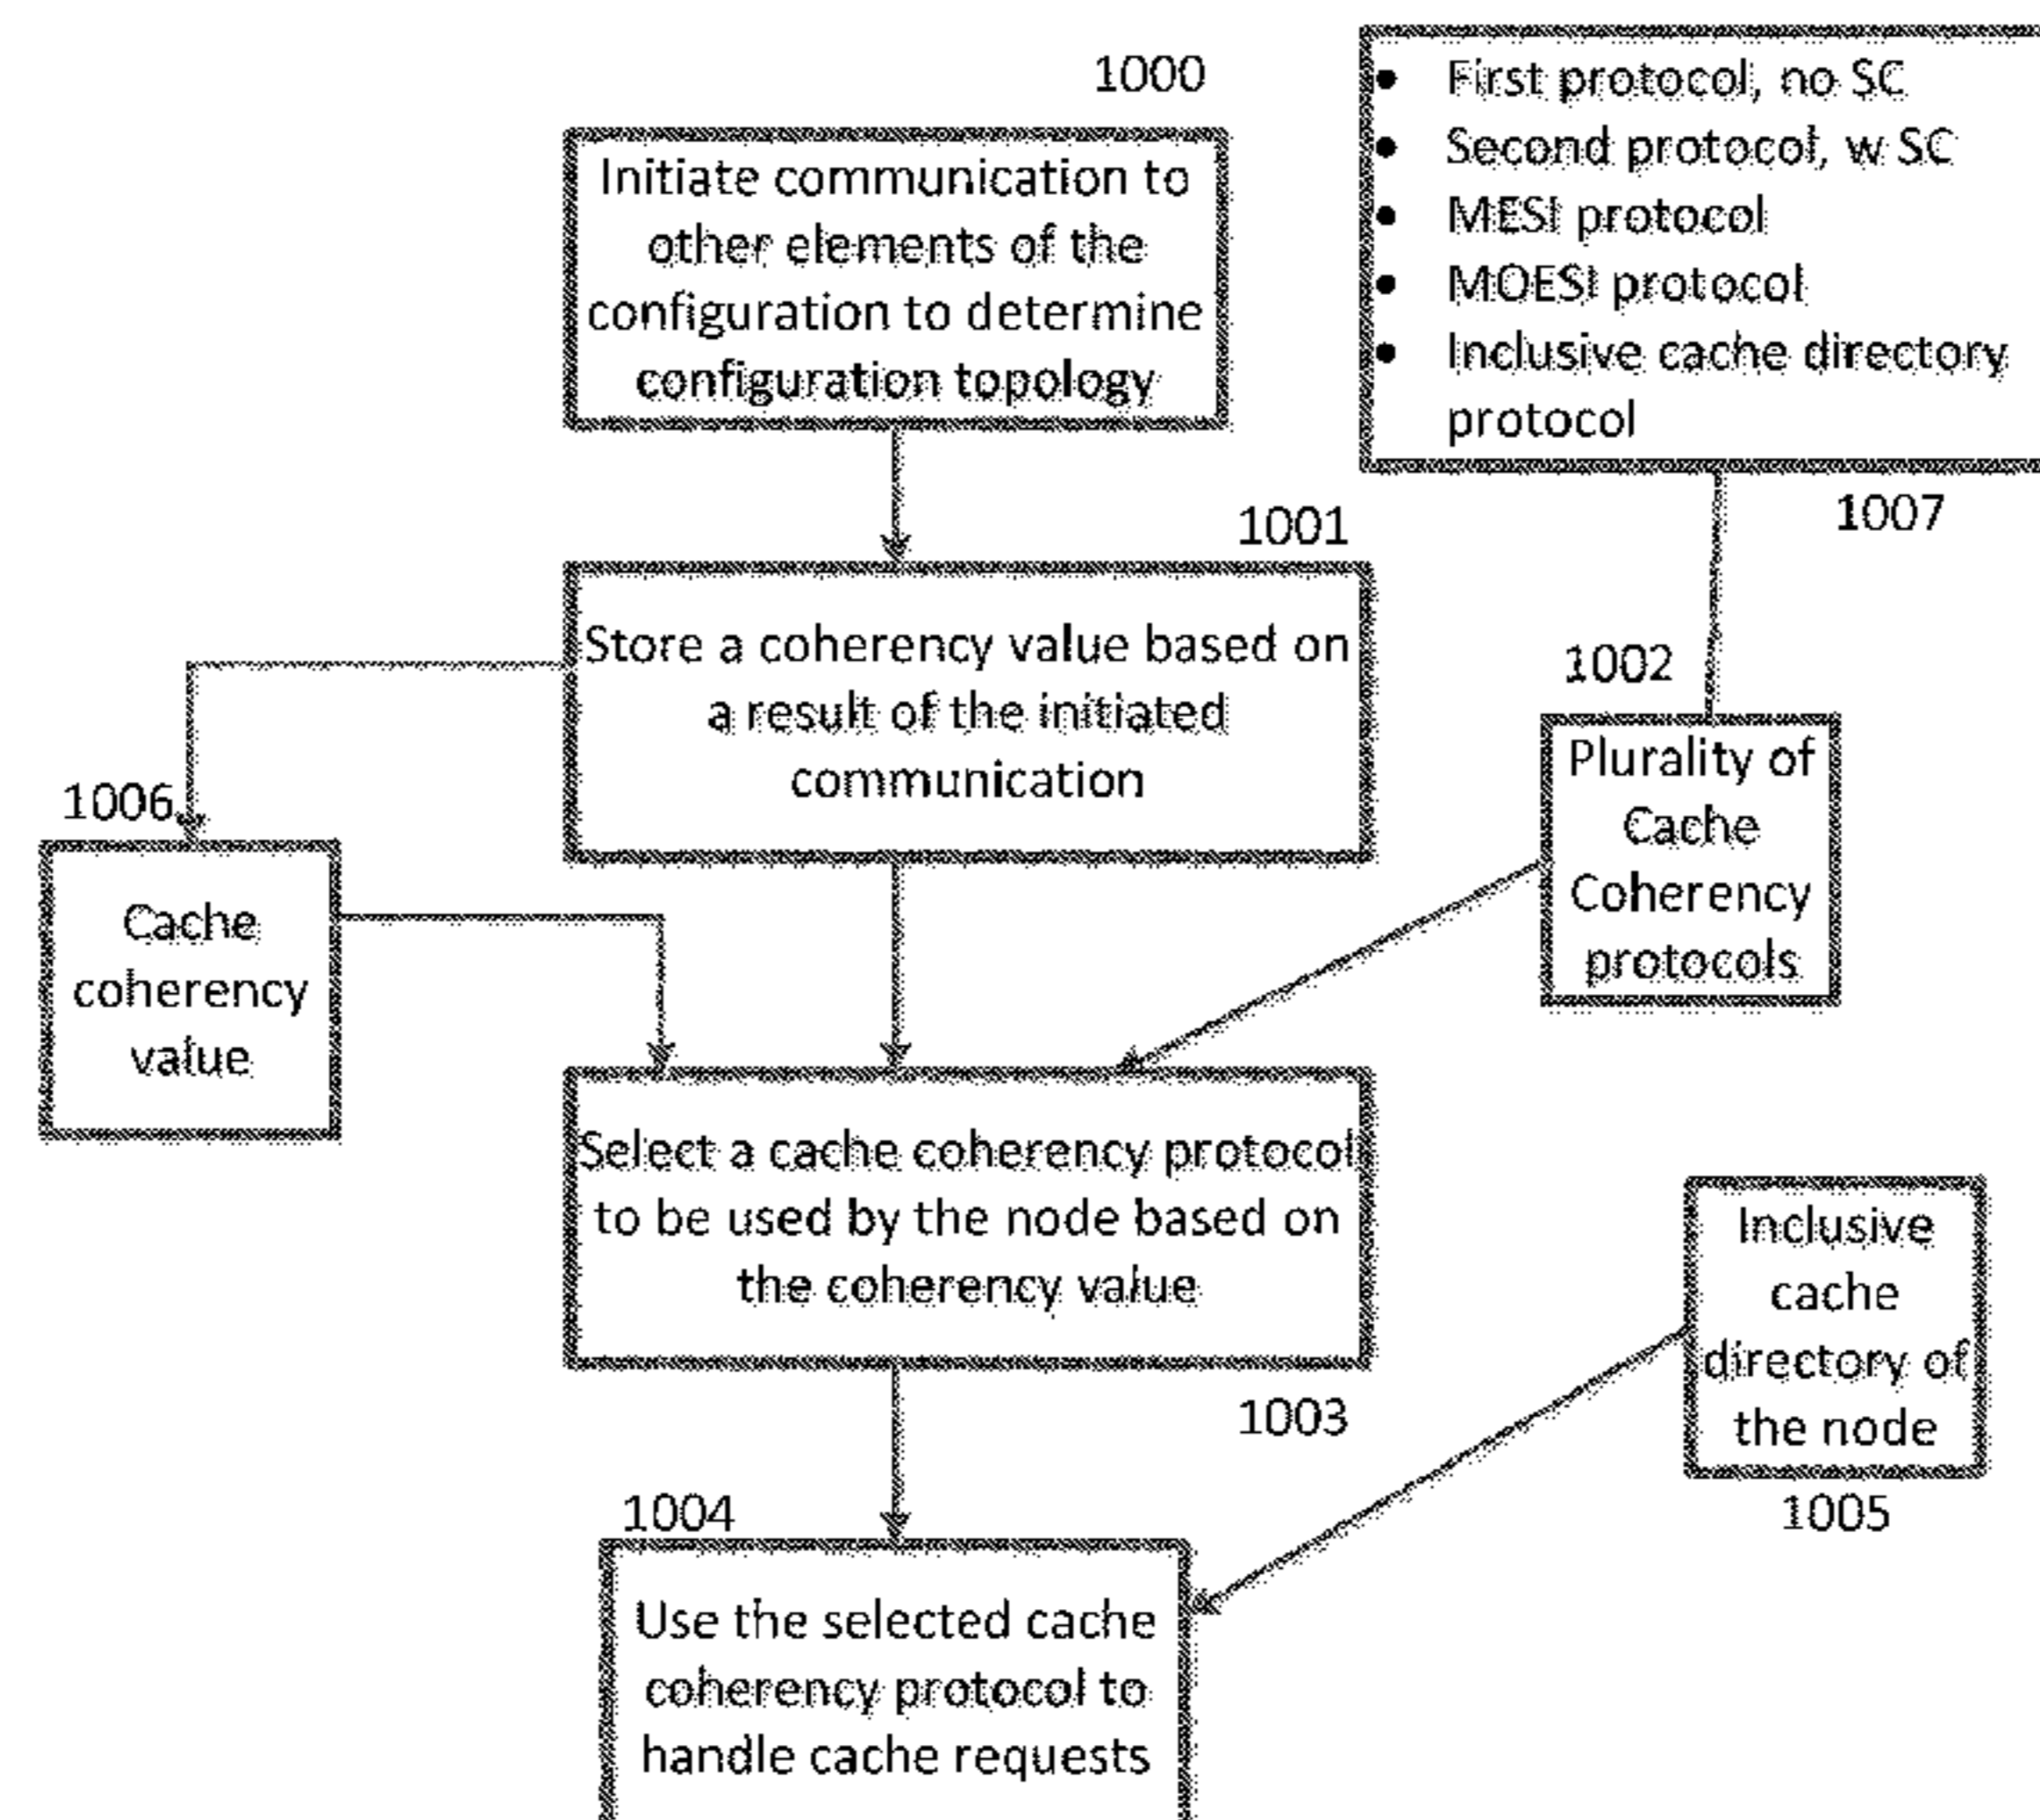 1000
Initiate communication to
other elements of the
configuration to determine
configuration topology
• First protocol, no SC
• Second protocol, w SC
• MESI protocol
• MOESI protocol
• Inclusive cache directory
protocol
1007
1001
Store a coherency value based on
a result of the initiated
communication
1002
Plurality of
Cache
Coherency
protocols
1006
Cache
coherency
value
Select a cache coherency protocol
to be used by the node based on
the coherency value
1003
Inclusive
cache
directory of
the node
1005
1004
Use the selected cache
coherency protocol to
handle cache requests